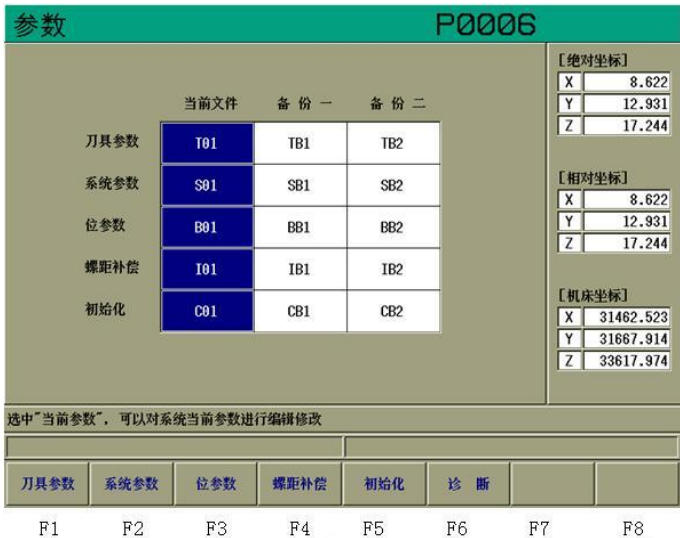 参数 P0006
当前文件 备份一 备份二
刀具参数 T01 TB1 TB2
系统参数 S01 SB1 SB2
位参数 B01 BB1 BB2
螺距补偿 I01 IB1 IB2
初始化 C01 CB1 CB2
[绝对坐标]
X 8.622
Y 12.931
Z 17.244
[相对坐标]
X 8.622
Y 12.931
Z 17.244
[机床坐标]
X 31462.523
Y 31667.914
Z 33617.974
选中"当前参数", 可以对系统当前参数进行编辑修改
刀具参数 系统参数 位参数 螺距补偿 初始化 诊断
F1 F2 F3 F4 F5 F6 F7 F8